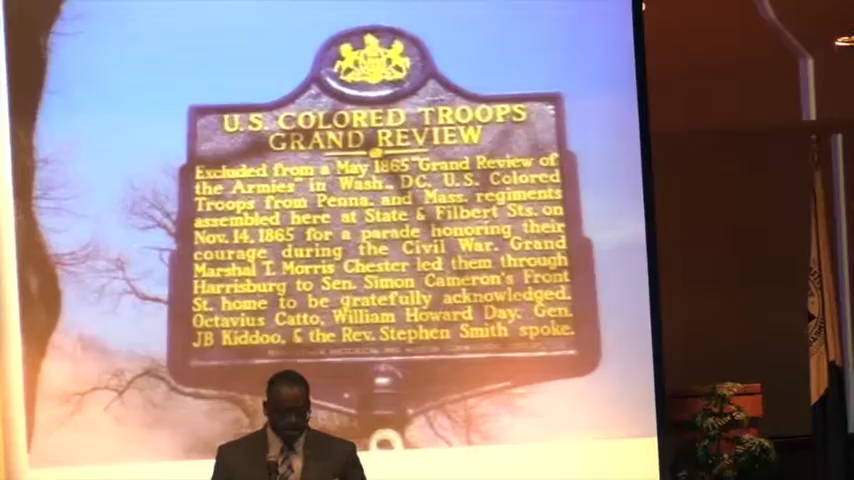 U.S. COLORED TROOPS
GRAND REVIEW
Excluded from a May 1865 "Grand Review of
the Armies" in Wash., DC, U.S. Colored
Troops from Penna. and Mass. regiments
assembled here at State & Filbert Sts. on
Nov. 14, 1865 for a parade honoring their
courage during the Civil War. Grand
Marshal T. Morris Chester led them through
Harrisburg to Sen. Simon Cameron's Front
St. home to be gratefully acknowledged.
Octavius Catto, William Howard Day, Gen.
JB Kiddoo, & the Rev. Stephen Smith spoke.